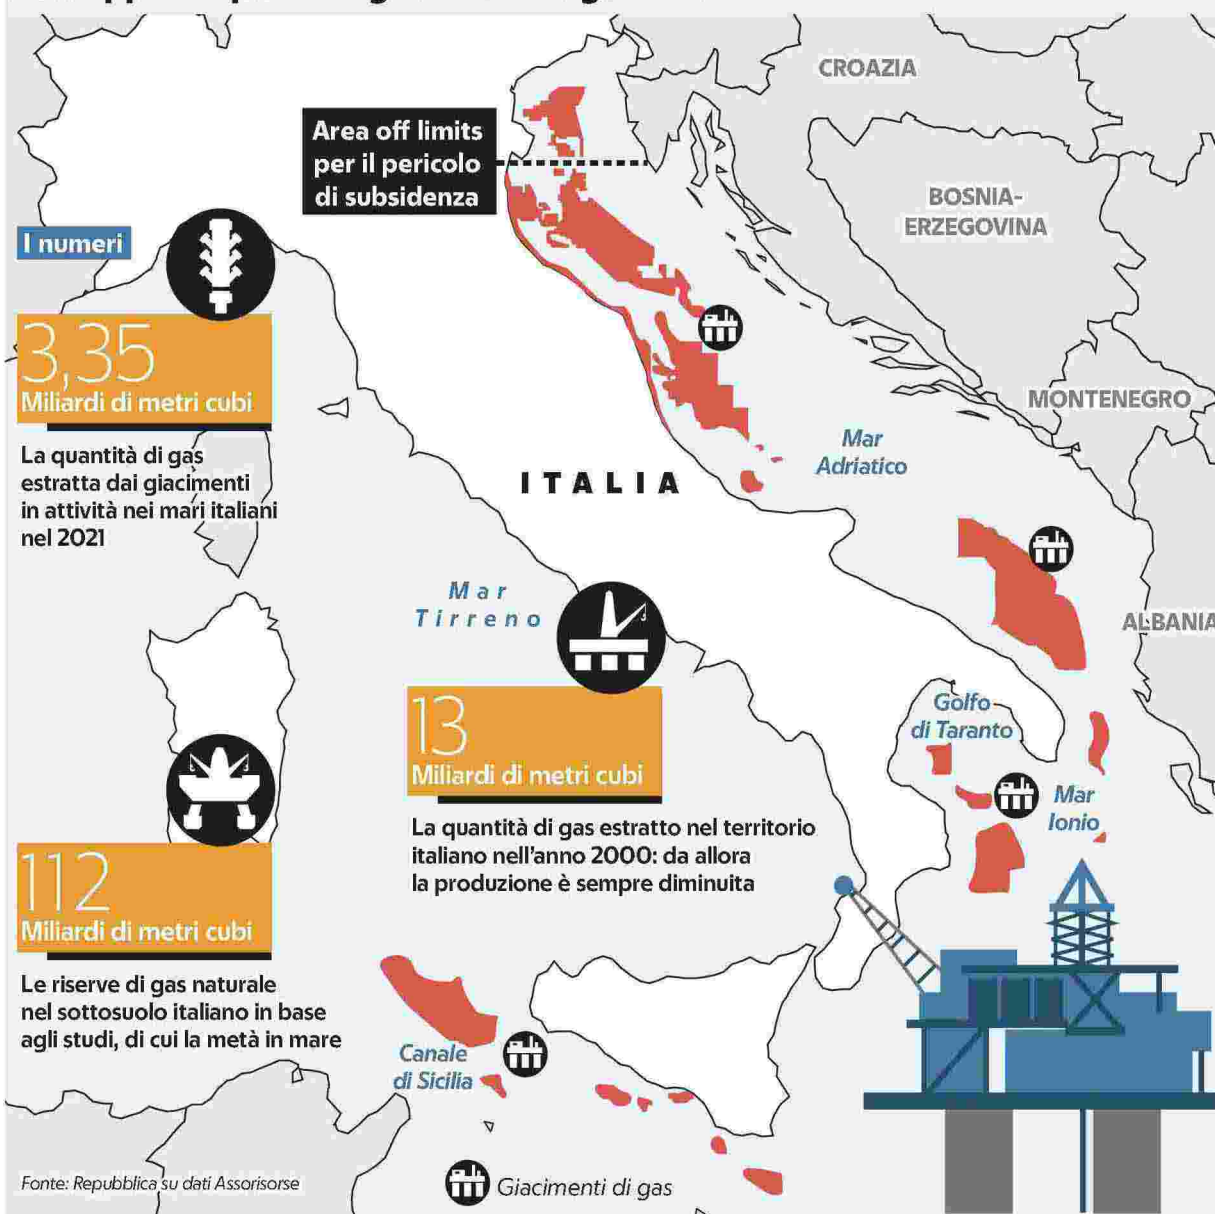 CROAZIA
Area off limits
per il pericolo
di subsidenza
BOSNIA-
ERZEGOVINA
I numeri
3,35
Miliardi di metri cubi
La quantità di gas
estratta dai giacimenti
in attività nei mari italiani
nel 2021
MONTENEGRO
Mar
Adriatico
ITALIA
Mar
Tirreno
ALBANIA
13
Miliardi di metri cubi
La quantità di gas estratto nel territorio
italiano nell'anno 2000: da allora
la produzione è sempre diminuita
Golfo
di Taranto
Mar
Ionio
112
Miliardi di metri cubi
Le riserve di gas naturale
nel sottosuolo italiano in base
agli studi, di cui la metà in mare
Canale
di Sicilia
Fonte: Repubblica su dati Assorisorse
Giacimenti di gas